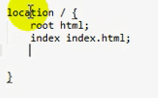 location / {
root html;
index index.html;
}